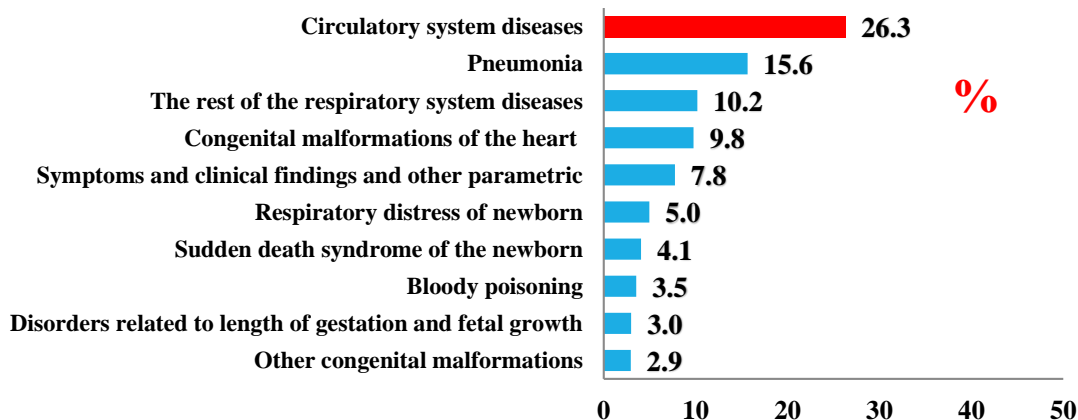 Circulatory system diseases 26.3
Pneumonia 15.6
%
The rest of the respiratory system diseases 10.2
Congenital malformations of the heart 9.8
Symptoms and clinical findings and other parametric 7.8
Respiratory distress of newborn 5.0
Sudden death syndrome of the newborn 4.1
Bloody poisoning 3.5
Disorders related to length of gestation and fetal growth 3.0
Other congenital malformations 2.9
0 10 20 30 40 50